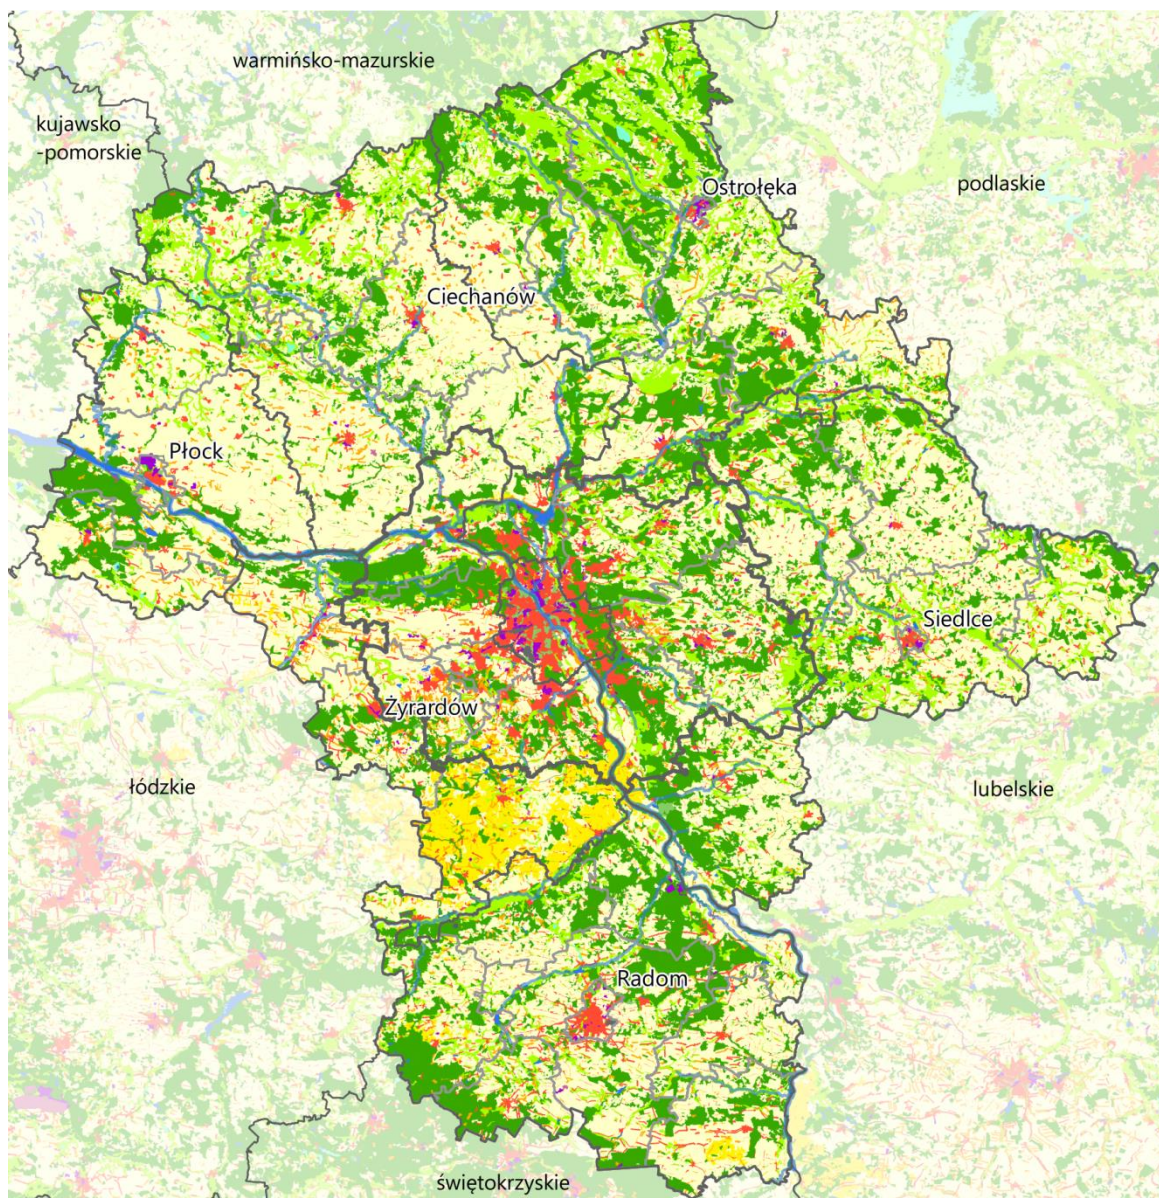 warmińsko-mazurskie
kujawsko
-pomorskie
podlaskie
Ostrołęka
Ciechanów
Płock
Siedlce
Żyrardów
łódzkie
lubelskie
Radom
świętokrzyskie